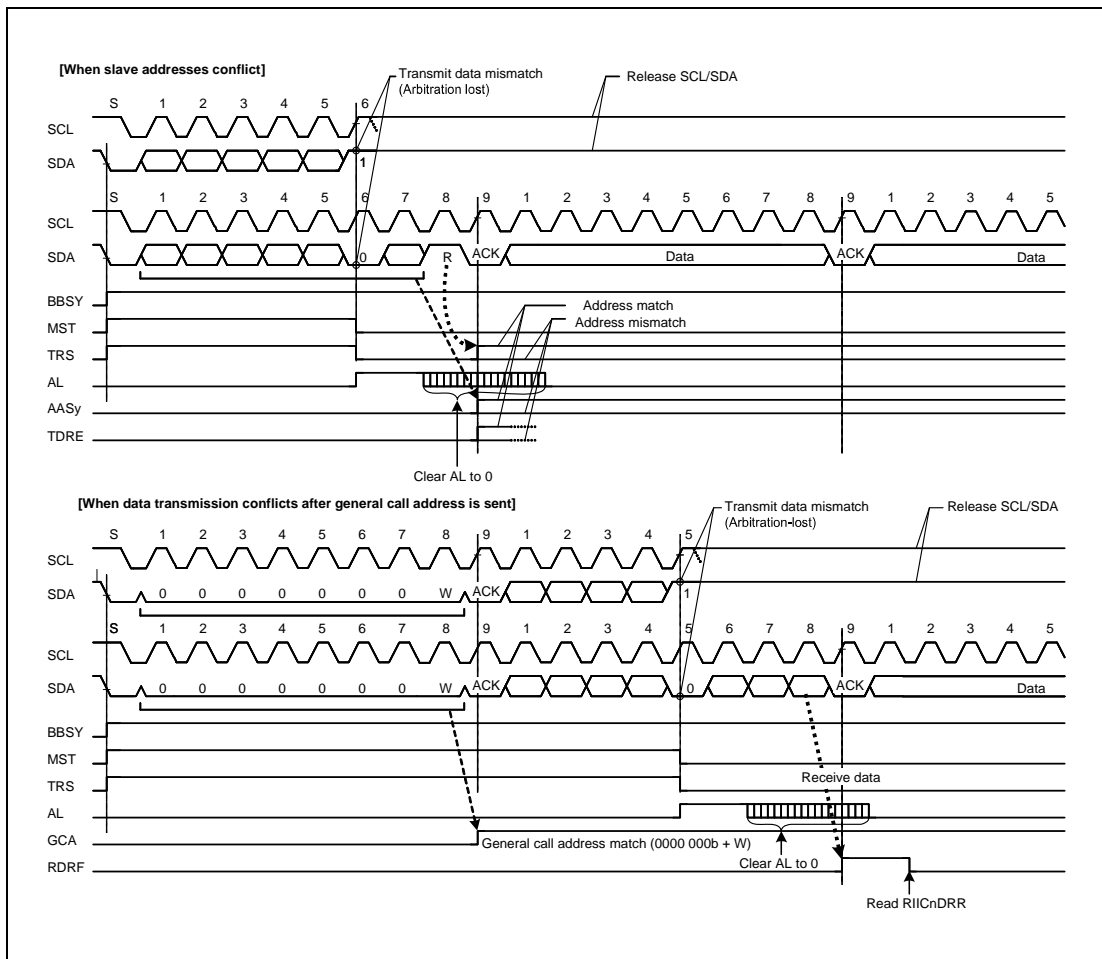 [When slave addresses conflict]
Transmit data mismatch
(Arbitration lost)
Release SCL/SDA
S 1 2 3 4 5 6
SCL
SDA
1
S 1 2 3 4 5 6 7 8 9 1 2 3 4 5 6 7 8 9 1 2 3 4 5
SCL
SDA 0 R ACK Data ACK Data
BBSY
Address match
MST
Address mismatch
TRS
AL
AASy
TDRE
Clear AL to 0
[When data transmission conflicts after general call address is sent]
Transmit data mismatch
(Arbitration-lost)
Release SCL/SDA
S 1 2 3 4 5 6 7 8 9 1 2 3 4 5
SCL
SDA 0 0 0 0 0 0 0 W ACK 1
S 1 2 3 4 5 6 7 8 9 1 2 3 4 5 6 7 8 9 1 2 3 4 5
SCL
SDA 0 0 0 0 0 0 0 W ACK 0 ACK Data
BBSY
MST
TRS
Receive data
AL
GCA
General call address match (0000 000b + W)
Clear AL to 0
RDRF
Read RIICnDRR